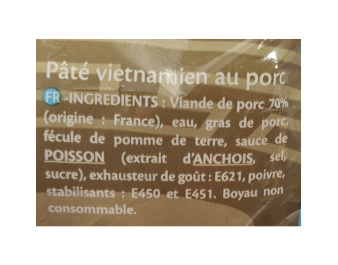 Pâté vietnamien au porc
FR -INGREDIENTS : Viande de porc 70%
(origine : France), eau, gras de porc,
fécule de pomme de terre, sauce de
POISSON (extrait d'ANCHOIS, sel,
sucre), exhausteur de goût : E621, poivre,
stabilisants : E450 et E451. Boyau non
consommable.